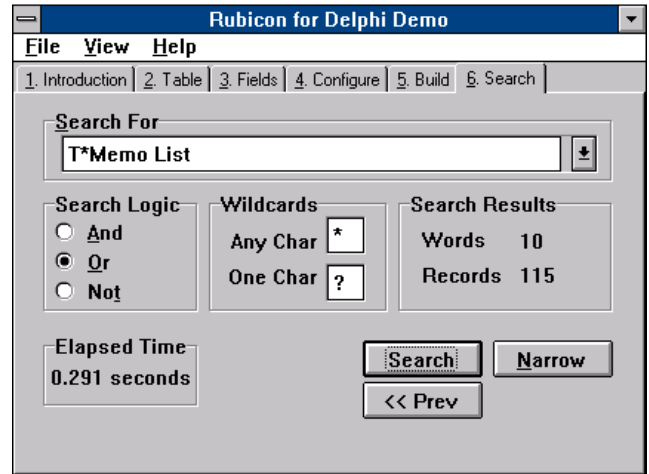 Rubicon for Delphi Demo
File View Help
1. Introduction 2. Table 3. Fields 4. Configure 5. Build 6. Search
Search For
T*Memo List
Search Logic
And
Or
Not
Wildcards
Any Char *
One Char ?
Search Results
Words 10
Records 115
Elapsed Time
0.291 seconds
Search Narrow
<< Prev